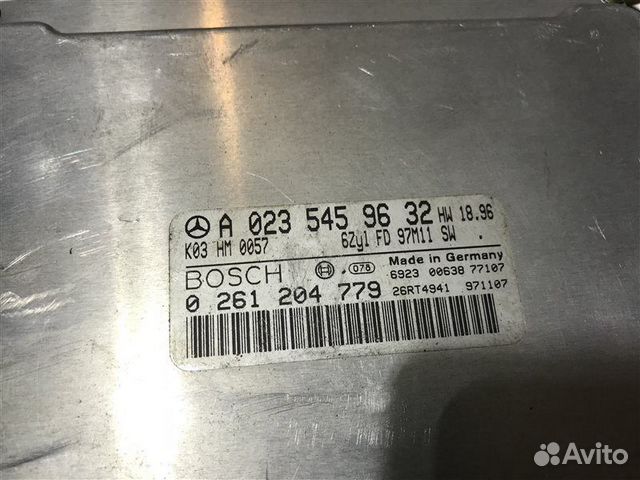 A 023 545 96 32 HW 18.96
K03 HM 0057 6Zyl FD 97M11 SW .
BOSCH 078 Made in Germany
6923 00638 77107
0 261 204 779 26RT4941 971107
Avito